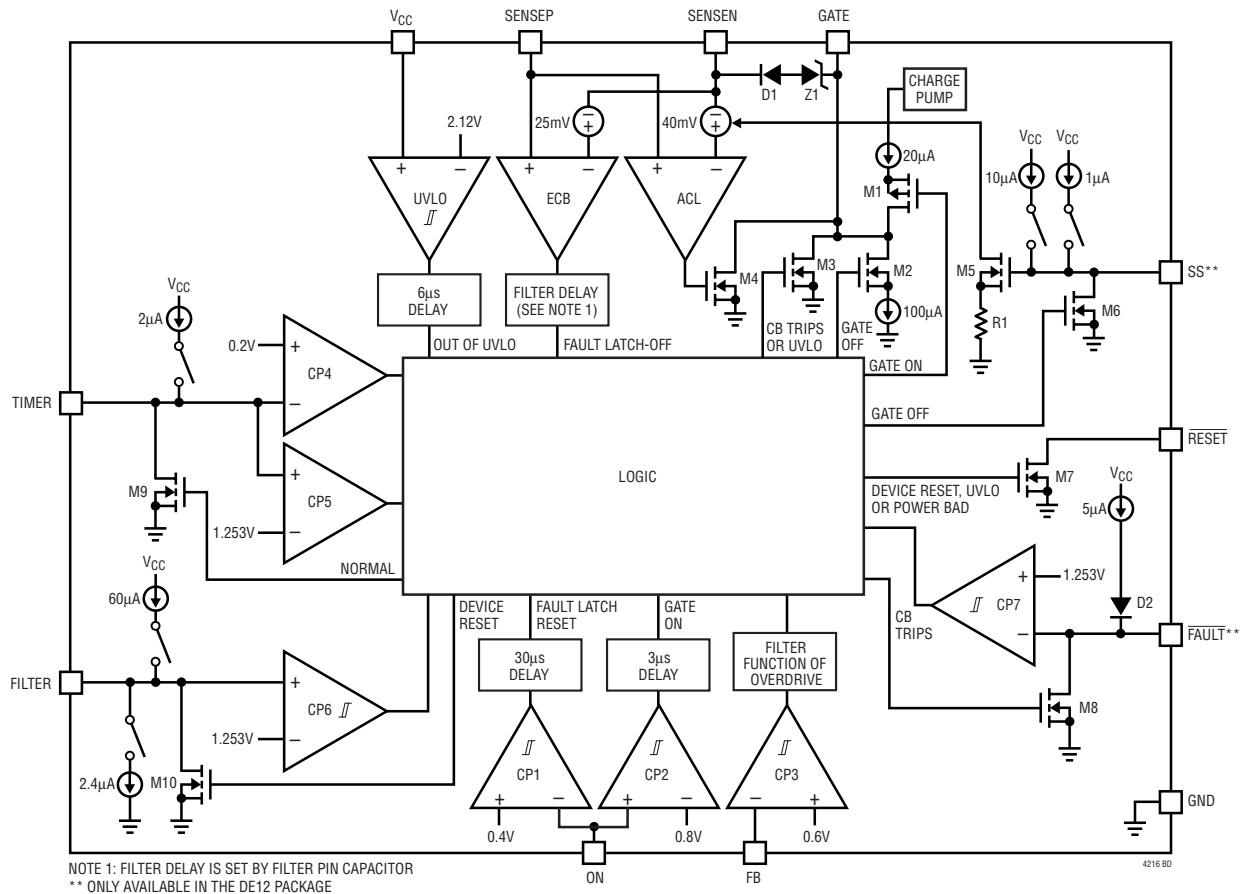 VCC
SENSEP
SENSEN
GATE
CHARGE
PUMP
D1
Z1
2.12V
25mV
−
+
40mV
−
+
20µA
VCC
VCC
10µA
1µA
M1
+
−
UVLO
+
−
ECB
+
−
ACL
M4
M3
M2
M5
SS**
6µs
DELAY
FILTER DELAY
(SEE NOTE 1)
100µA
R1
M6
VCC
2µA
CB TRIPS
OR UVLO
GATE
OFF
OUT OF UVLO
FAULT LATCH-OFF
0.2V
+
CP4
−
GATE ON
TIMER
GATE OFF
RESET
LOGIC
M9
+
CP5
−
1.253V
M7
DEVICE RESET, UVLO
OR POWER BAD
VCC
5µA
NORMAL
VCC
60µA
DEVICE
RESET
FAULT LATCH
RESET
GATE
ON
+
1.253V
CP7
−
CB
TRIPS
D2
FAULT**
30µs
DELAY
3µs
DELAY
FILTER
FUNCTION OF
OVERDRIVE
FILTER
+
CP6
−
1.253V
M8
2.4µA
M10
CP1
+
−
CP2
+
−
CP3
−
+
0.4V
0.8V
0.6V
GND
NOTE 1: FILTER DELAY IS SET BY FILTER PIN CAPACITOR
** ONLY AVAILABLE IN THE DE12 PACKAGE
ON
FB
4216 BD